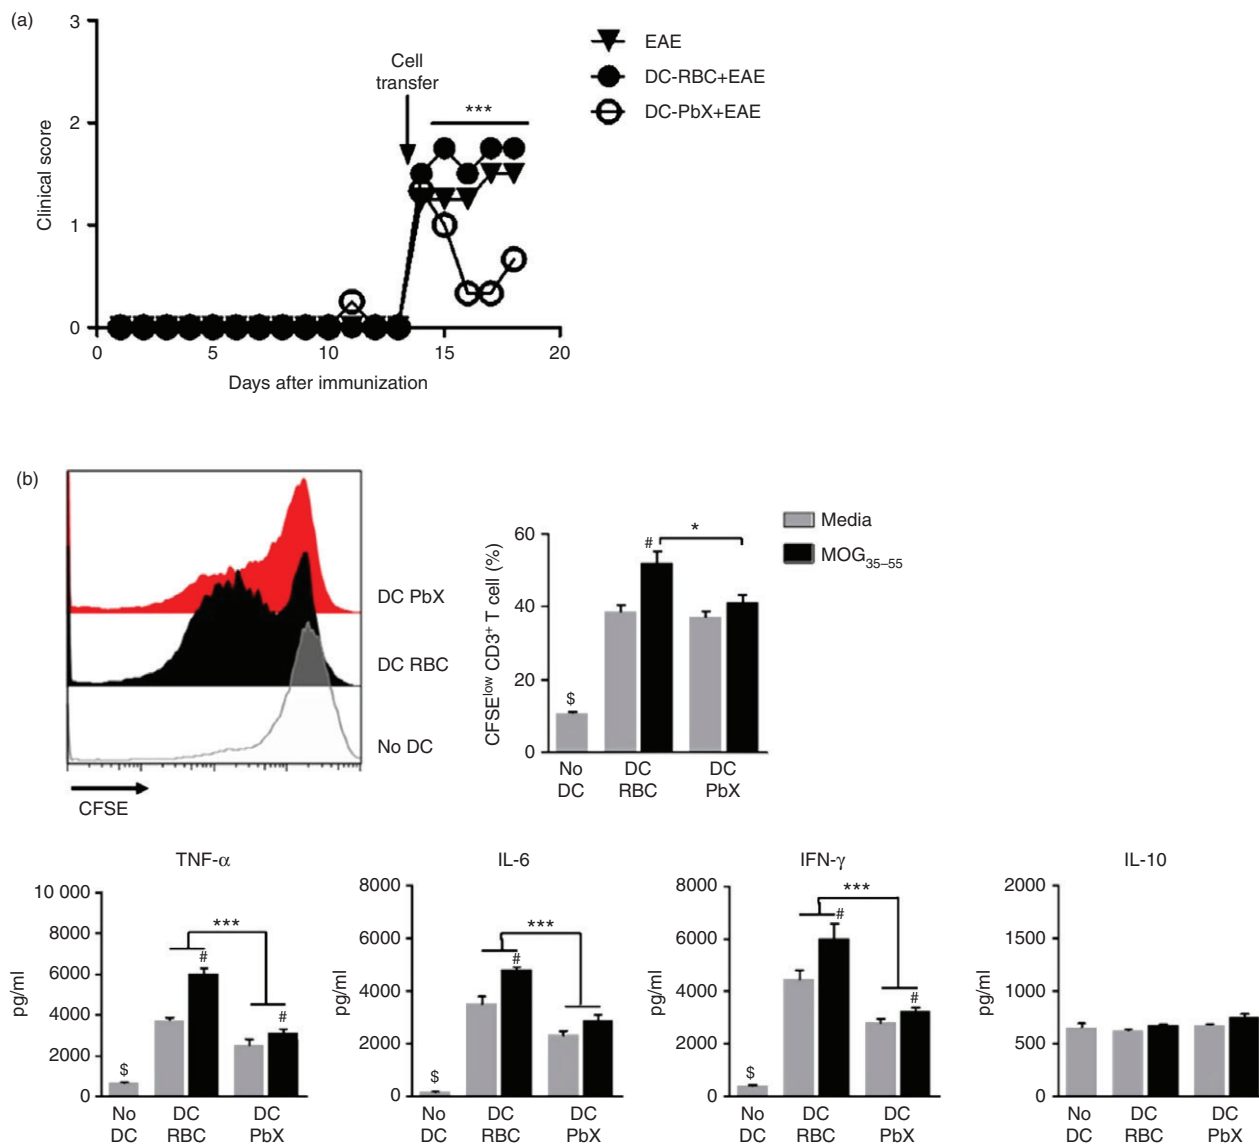 (a)
3
2
1
0
Clinical score
Cell
transfer
***
0
5
10
15
20
Days after immunization
EAE
DC-RBC+EAE
DC-PbX+EAE
(b)
DC PbX
DC RBC
No DC
CFSE
CFSElow CD3+ T cell (%)
60
40
20
0
$
#
*
No
DC
DC
RBC
DC
PbX
Media
MOG35–55
TNF-α
pg/ml
10 000
8000
6000
4000
2000
0
$
#
***
#
No
DC
DC
RBC
DC
PbX
IL-6
pg/ml
8000
6000
4000
2000
0
$
#
***
No
DC
DC
RBC
DC
PbX
IFN-γ
pg/ml
8000
6000
4000
2000
0
$
#
***
#
No
DC
DC
RBC
DC
PbX
IL-10
pg/ml
2000
1500
1000
500
0
No
DC
DC
RBC
DC
PbX